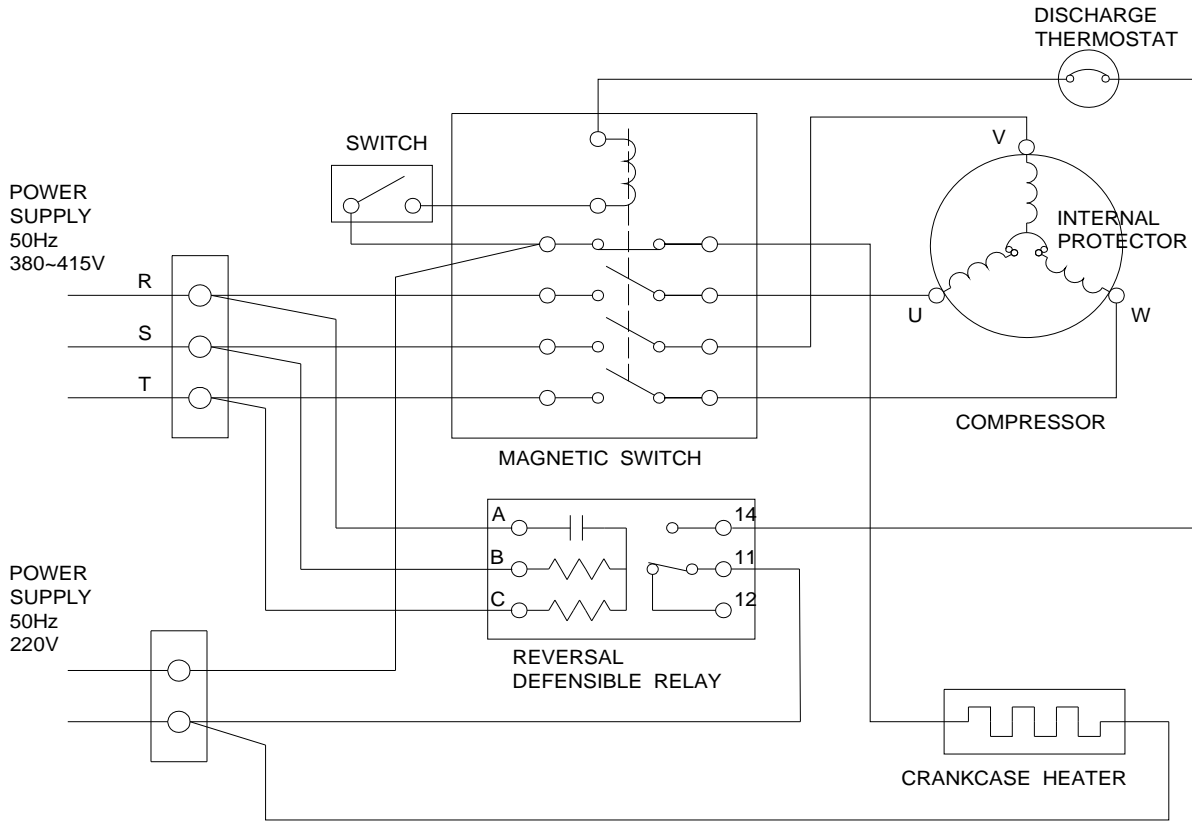 DISCHARGE
THERMOSTAT
SWITCH
V
POWER
SUPPLY
50Hz
380~415V
INTERNAL
PROTECTOR
R
U
W
S
T
COMPRESSOR
MAGNETIC SWITCH
A
14
B
11
C
12
POWER
SUPPLY
50Hz
220V
REVERSAL
DEFENSIBLE RELAY
CRANKCASE HEATER